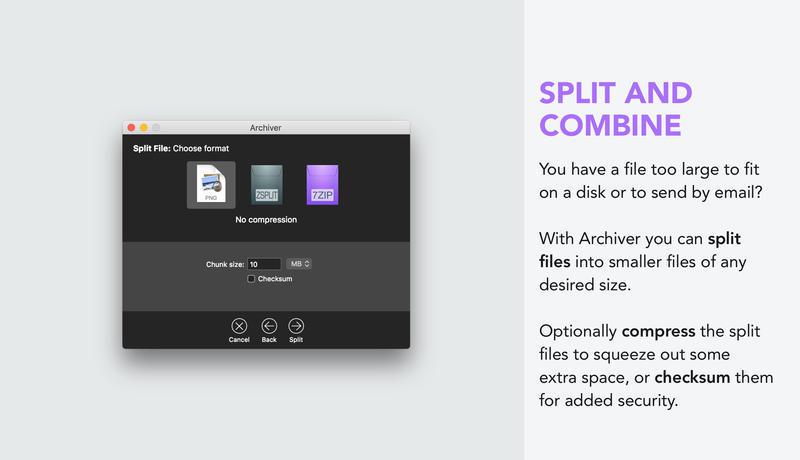 Archiver
Split File: Choose format
PNG
ZSPLIT
7ZIP
No compression
Chunk size: 10 MB
Checksum
Cancel Back Split
SPLIT AND
COMBINE
You have a file too large to fit
on a disk or to send by email?
With Archiver you can split
files into smaller files of any
desired size.
Optionally compress the split
files to squeeze out some
extra space, or checksum them
for added security.